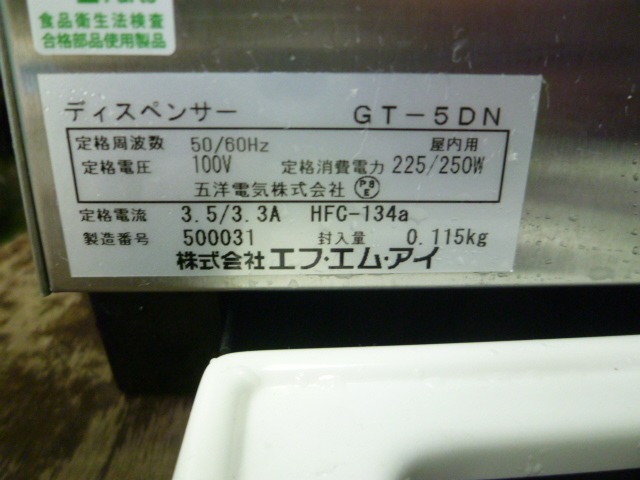 食品衛生法検査
合格部品使用製品
ディスペンサー GT-5DN
定格周波数 50/60Hz 屋内用
定格電圧 100V 定格消費電力 225/250W
五洋電気株式会社 PSE
定格電流 3.5/3.3A HFC-134a
製造番号 500031 封入量 0.115kg
株式会社エフ・エム・アイ